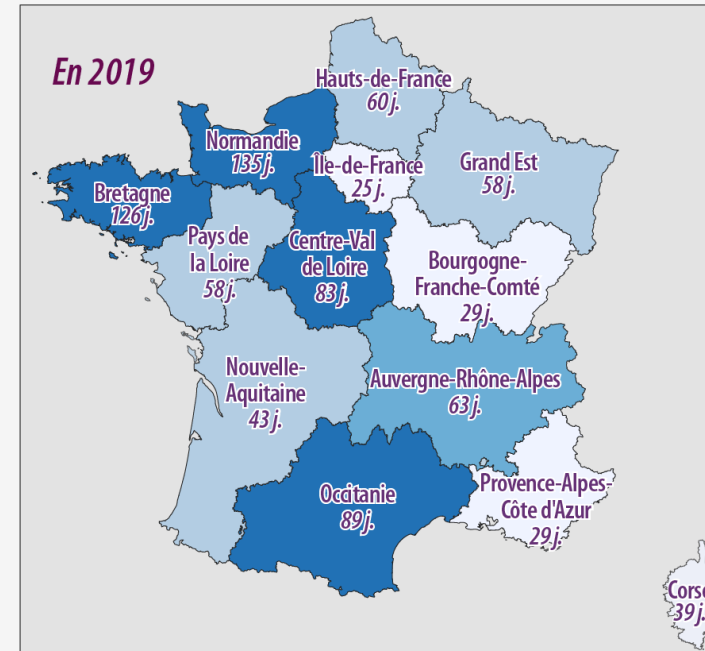 En 2019
Hauts-de-France
60 j.
Normandie
135 j.
Île-de-France
25 j.
Grand Est
58 j.
Bretagne
126 j.
Pays de
la Loire
58 j.
Centre-Val
de Loire
83 j.
Bourgogne-
Franche-Comté
29 j.
Nouvelle-
Aquitaine
43 j.
Auvergne-Rhône-Alpes
63 j.
Occitanie
89 j.
Provence-Alpes-
Côte d'Azur
29 j.
Cors
39 j.